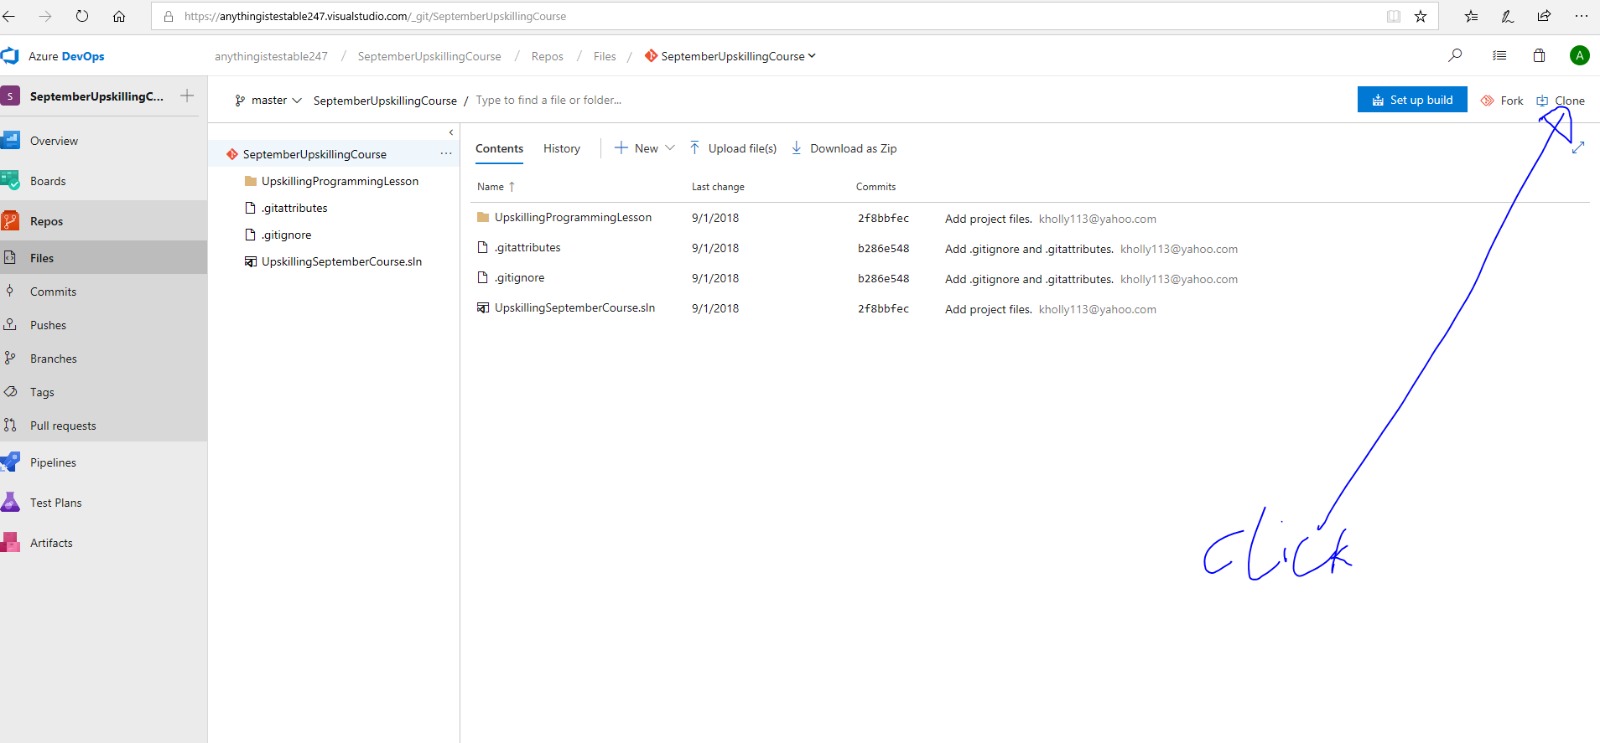 https://anythingistestable247.visualstudio.com/_git/SeptemberUpskillingCourse
Azure DevOps
anythingistestable247 / SeptemberUpskillingCourse / Repos / Files / SeptemberUpskillingCourse
A
S SeptemberUpskillingC... +
master SeptemberUpskillingCourse / Type to find a file or folder...
Set up build Fork Clone
Overview
Boards
Repos
Files
Commits
Pushes
Branches
Tags
Pull requests
Pipelines
Test Plans
Artifacts
SeptemberUpskillingCourse ...
UpskillingProgrammingLesson
.gitattributes
.gitignore
UpskillingSeptemberCourse.sln
Contents History New Upload file(s) Download as Zip
Name ↑ Last change Commits
UpskillingProgrammingLesson 9/1/2018 2f8bbfec Add project files. kholly113@yahoo.com
.gitattributes 9/1/2018 b286e548 Add .gitignore and .gitattributes. kholly113@yahoo.com
.gitignore 9/1/2018 b286e548 Add .gitignore and .gitattributes. kholly113@yahoo.com
UpskillingSeptemberCourse.sln 9/1/2018 2f8bbfec Add project files. kholly113@yahoo.com
click